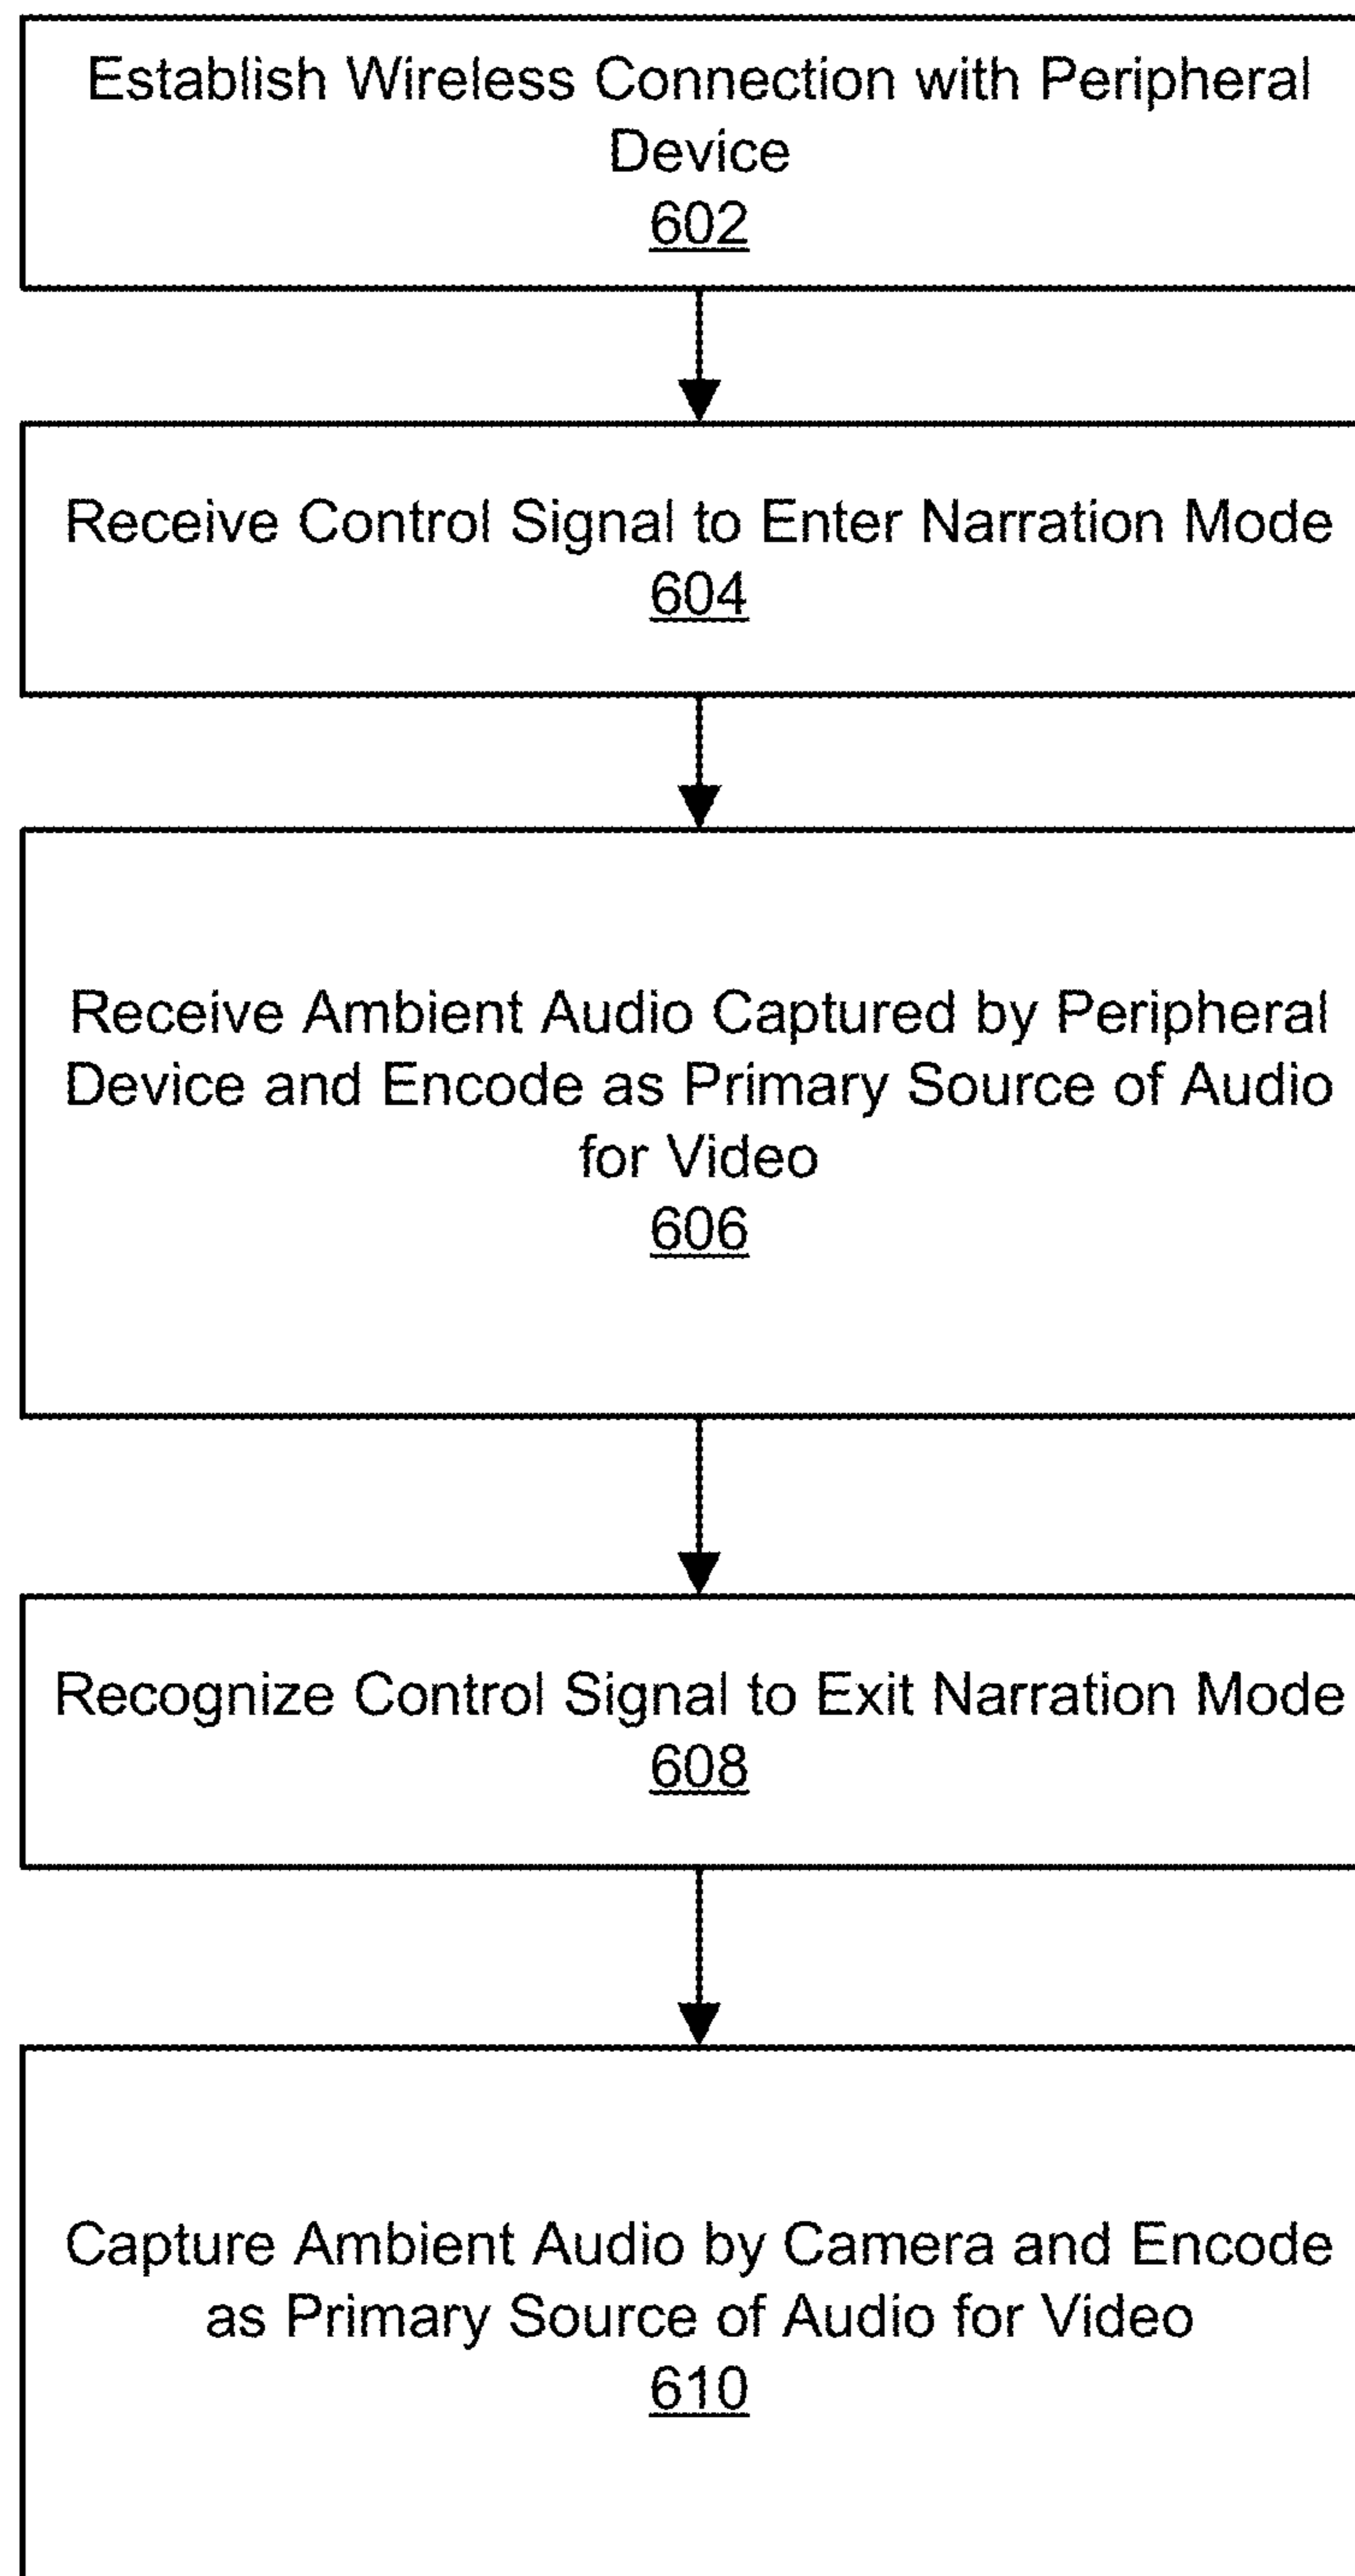 Establish Wireless Connection with Peripheral
Device
602
Receive Control Signal to Enter Narration Mode
604
Receive Ambient Audio Captured by Peripheral
Device and Encode as Primary Source of Audio
for Video
606
Recognize Control Signal to Exit Narration Mode
608
Capture Ambient Audio by Camera and Encode
as Primary Source of Audio for Video
610